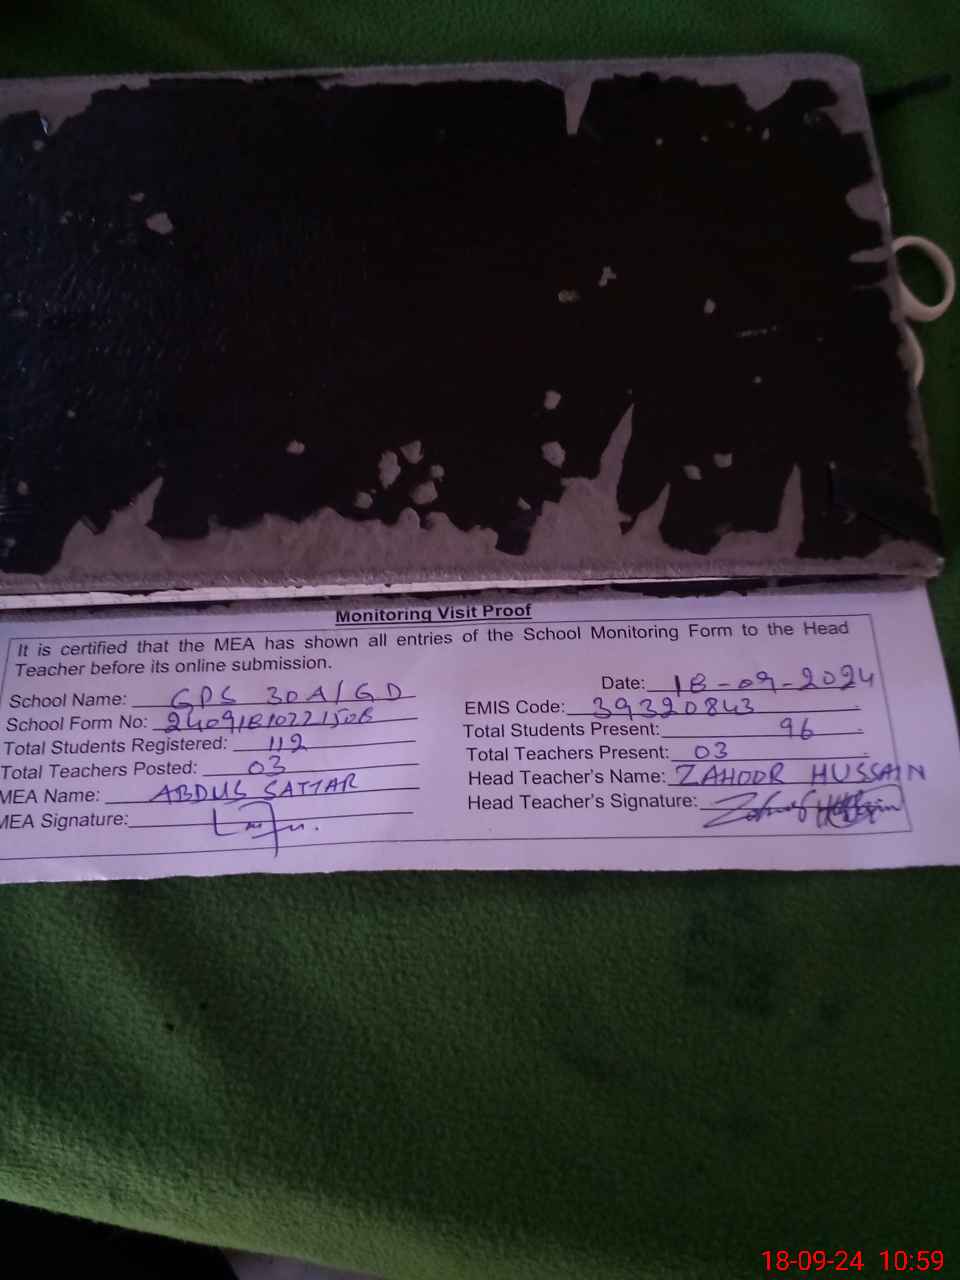 Monitoring Visit Proof
It is certified that the MEA has shown all entries of the School Monitoring Form to the Head
Teacher before its online submission.
Date: 18-09-2024
School Name: GPS 30A/GD
EMIS Code: 39320843
School Form No:
Total Students Present: 96
Total Students Registered: 112
Total Teachers Present: 03
Total Teachers Posted: 03
Head Teacher's Name: ZAHOOR HUSSAIN
MEA Name: ABDUS SATTAR
Head Teacher's Signature:
MEA Signature:
18-09-24 10:59